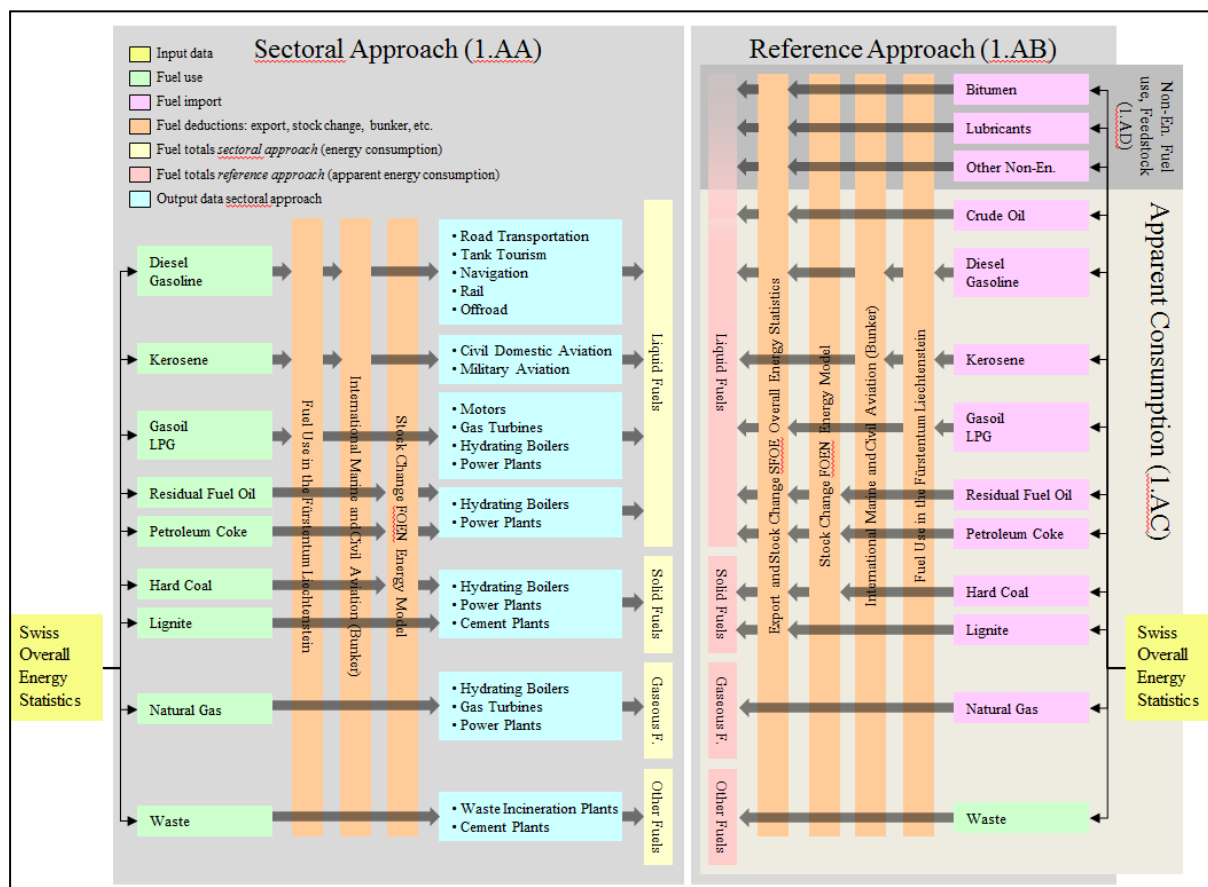 Sectoral Approach (1.AA)
Input data
Fuel use
Fuel import
Fuel deductions: export, stock change, bunker, etc.
Fuel totals sectoral approach (energy consumption)
Fuel totals reference approach (apparent energy consumption)
Output data sectoral approach
Swiss
Overall
Energy
Statistics
Diesel
Gasoline
Kerosene
Gasoil
LPG
Residual Fuel Oil
Petroleum Coke
Hard Coal
Lignite
Natural Gas
Waste
Fuel Use in the Fürstentum Liechtenstein
International Marine and Civil Aviation (Bunker)
Stock Change FOEN Energy Model
• Road Transportation
• Tank Tourism
• Navigation
• Rail
• Offroad
• Civil Domestic Aviation
• Military Aviation
• Motors
• Gas Turbines
• Hydrating Boilers
• Power Plants
• Hydrating Boilers
• Power Plants
• Hydrating Boilers
• Power Plants
• Cement Plants
• Hydrating Boilers
• Gas Turbines
• Power Plants
• Waste Incineration Plants
• Cement Plants
Liquid Fuels
Solid Fuels
Gaseous F.
Other Fuels
Reference Approach (1.AB)
Liquid Fuels
Solid Fuels
Gaseous F.
Other Fuels
Export and Stock Change SFOE Overall Energy Statistics
Stock Change FOEN Energy Model
International Marine and Civil Aviation (Bunker)
Fuel Use in the Fürstentum Liechtenstein
Bitumen
Lubricants
Other Non-En.
Crude Oil
Diesel
Gasoline
Kerosene
Gasoil
LPG
Residual Fuel Oil
Petroleum Coke
Hard Coal
Lignite
Natural Gas
Waste
Non-En. Fuel
use, Feedstock
(1.AD)
Apparent Consumption (1.AC)
Swiss
Overall
Energy
Statistics